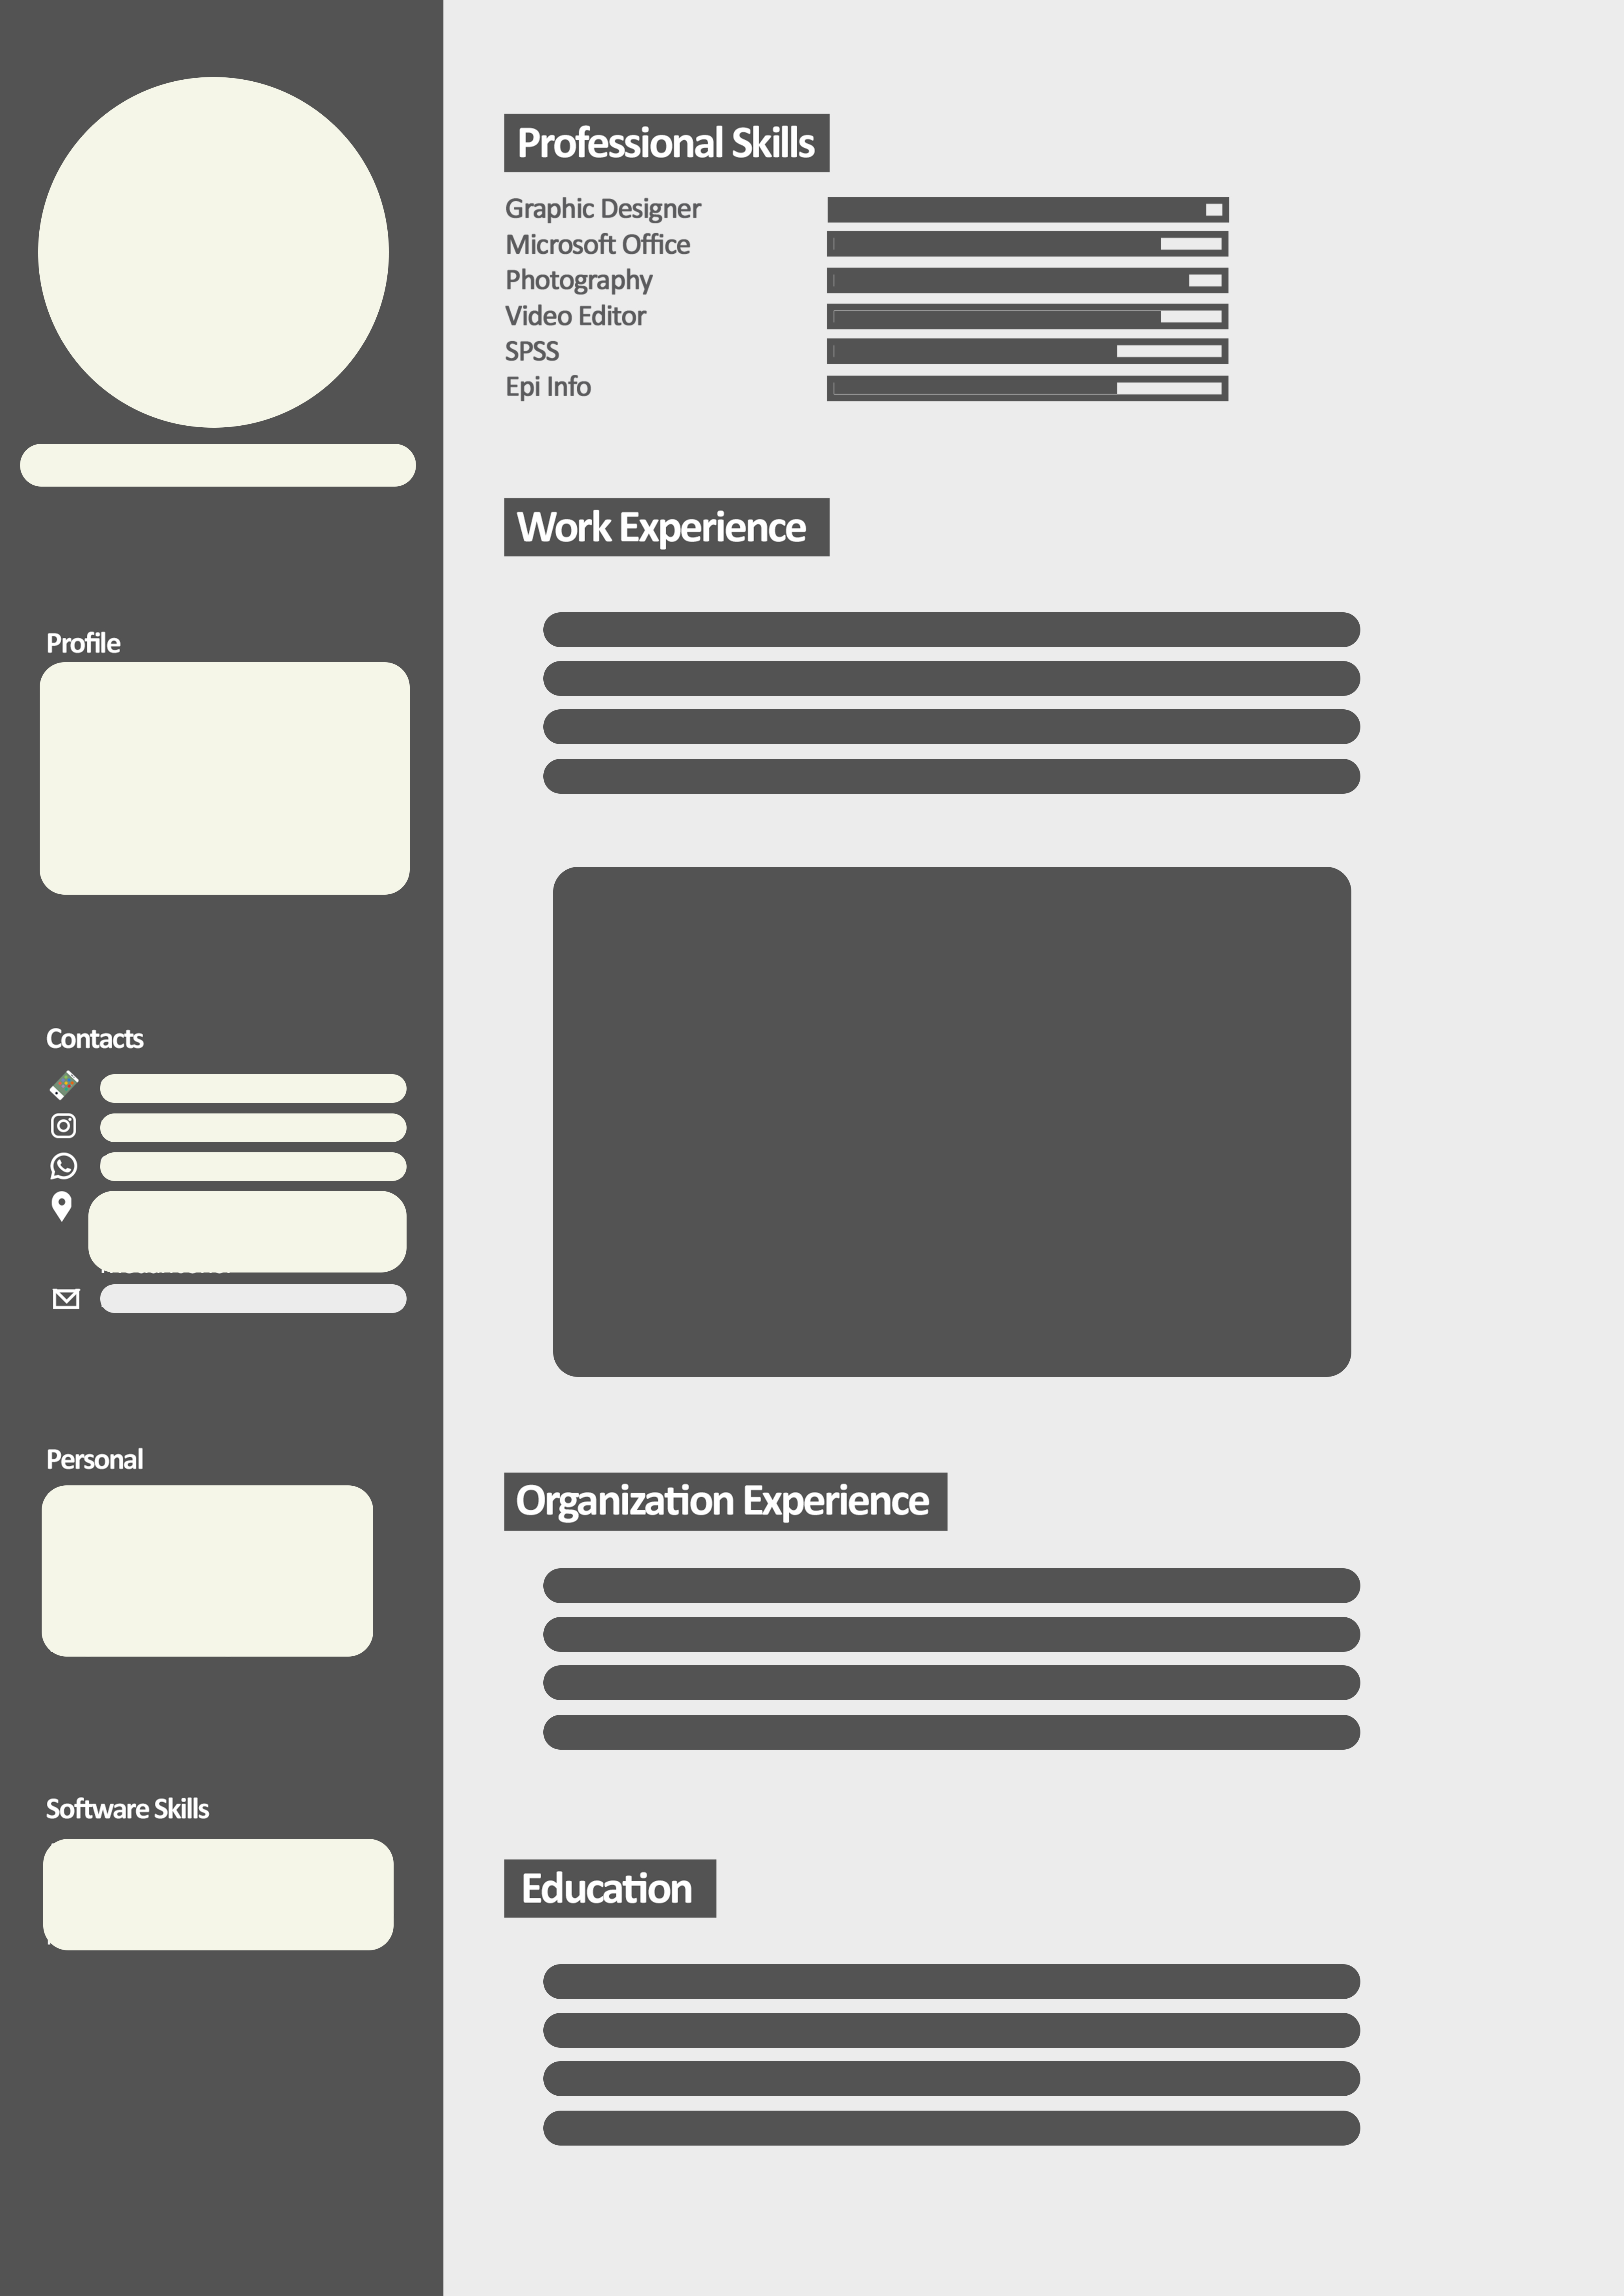 Profile
Contacts
Personal
Software Skills
Professional Skills
Graphic Designer
Microsoft Office
Photography
Video Editor
SPSS
Epi Info
Work Experience
Organization Experience
Education